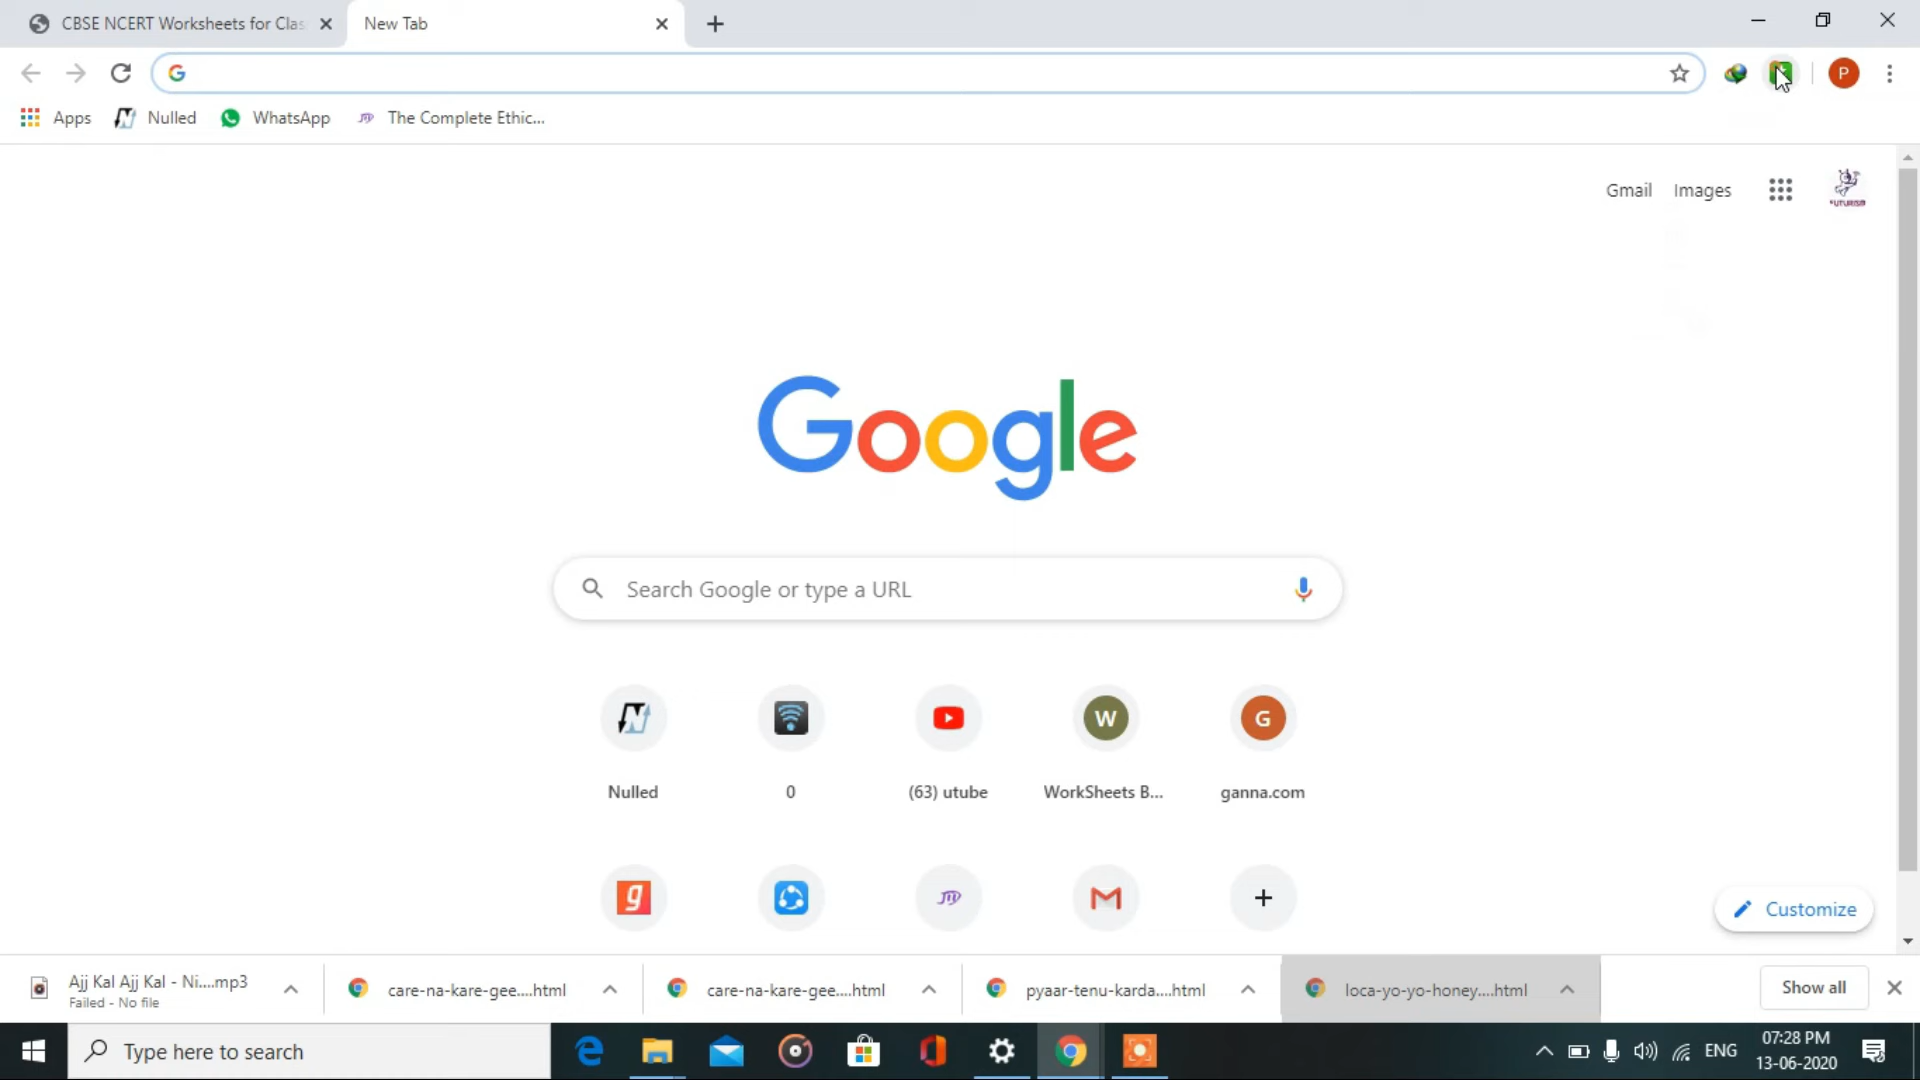 CBSE NCERT Worksheets for Clas
New Tab
P
Apps
Nulled
WhatsApp
The Complete Ethic...
Gmail
Images
FUTURISM
Google
Search Google or type a URL
W
G
Nulled
0
(63) utube
WorkSheets B...
ganna.com
Customize
Ajj Kal Ajj Kal - Ni....mp3
Failed - No file
care-na-kare-gee....html
care-na-kare-gee....html
pyaar-tenu-karda....html
loca-yo-yo-honey....html
Show all
Type here to search
ENG
07:28 PM
13-06-2020